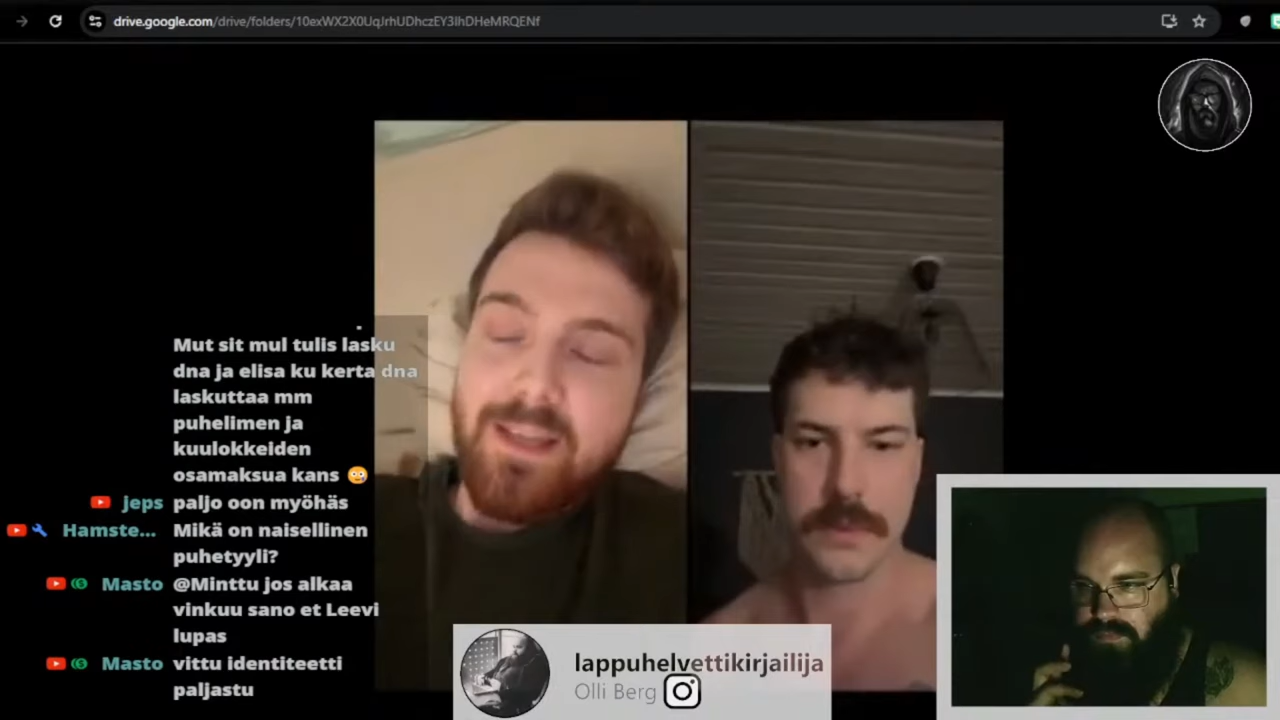 drive.google.com/drive/folders/10exWX2X0UqJrhUDhczEY3IhDHeMRQENf
Mut sit mul tulis lasku
dna ja elisa ku kerta dna
laskuttaa mm
puhelimen ja
kuulokkeiden
osamaksua kans 😳
jeps paljo oon myöhäs
Hamste... Mikä on naisellinen
puhetyyli?
Masto @Minttu jos alkaa
vinkuu sano et Leevi
lupas
Masto vittu identiteetti
paljastu
lappuhelvettikirjailija
Olli Berg